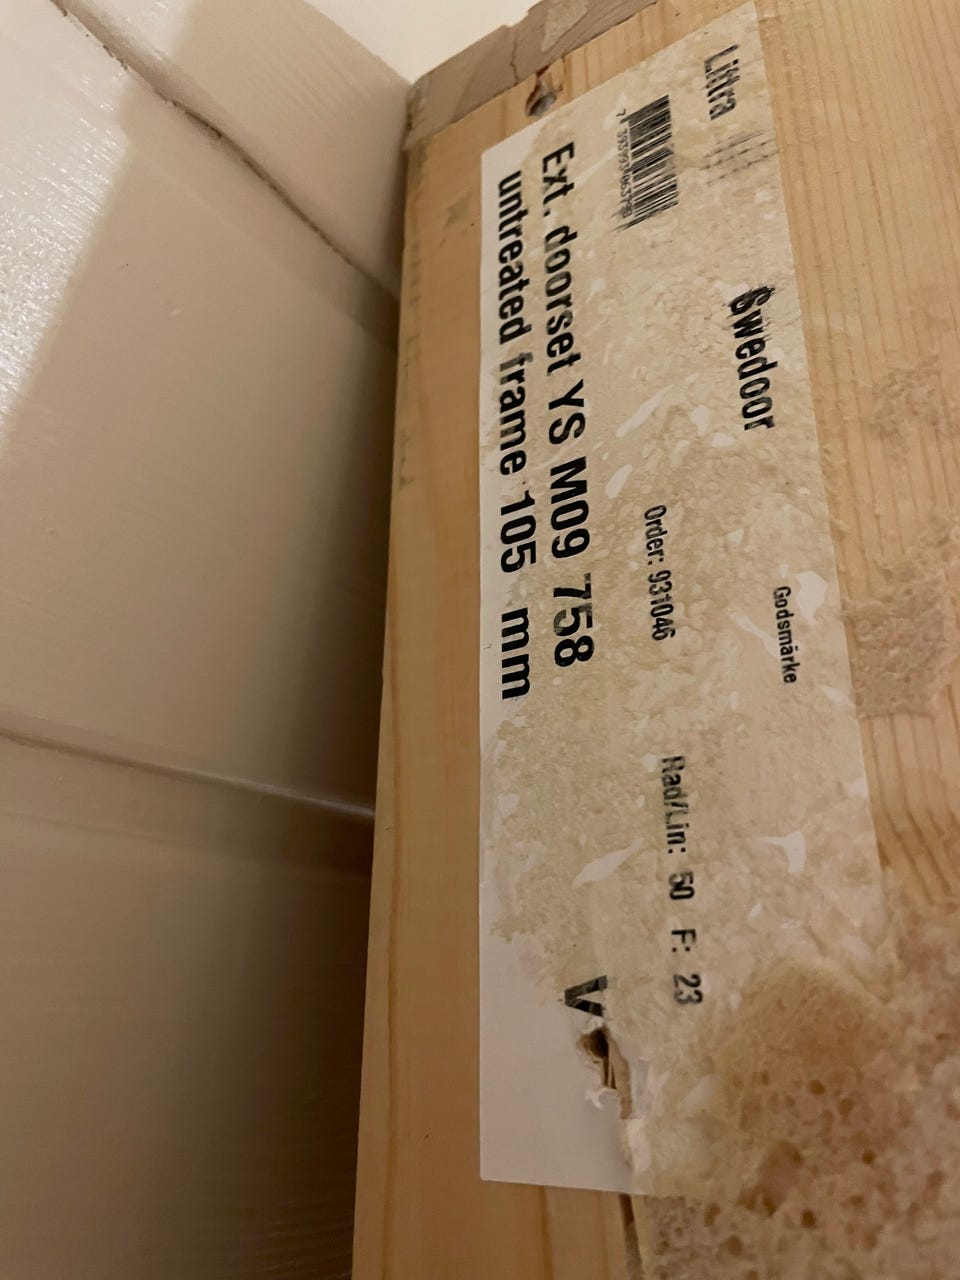 Littra
Swedoor
Godsmärke
Order: 931046
Rad/Lin: 50 F: 23
Ext. doorset YS M09 758
untreated frame 105 mm
V